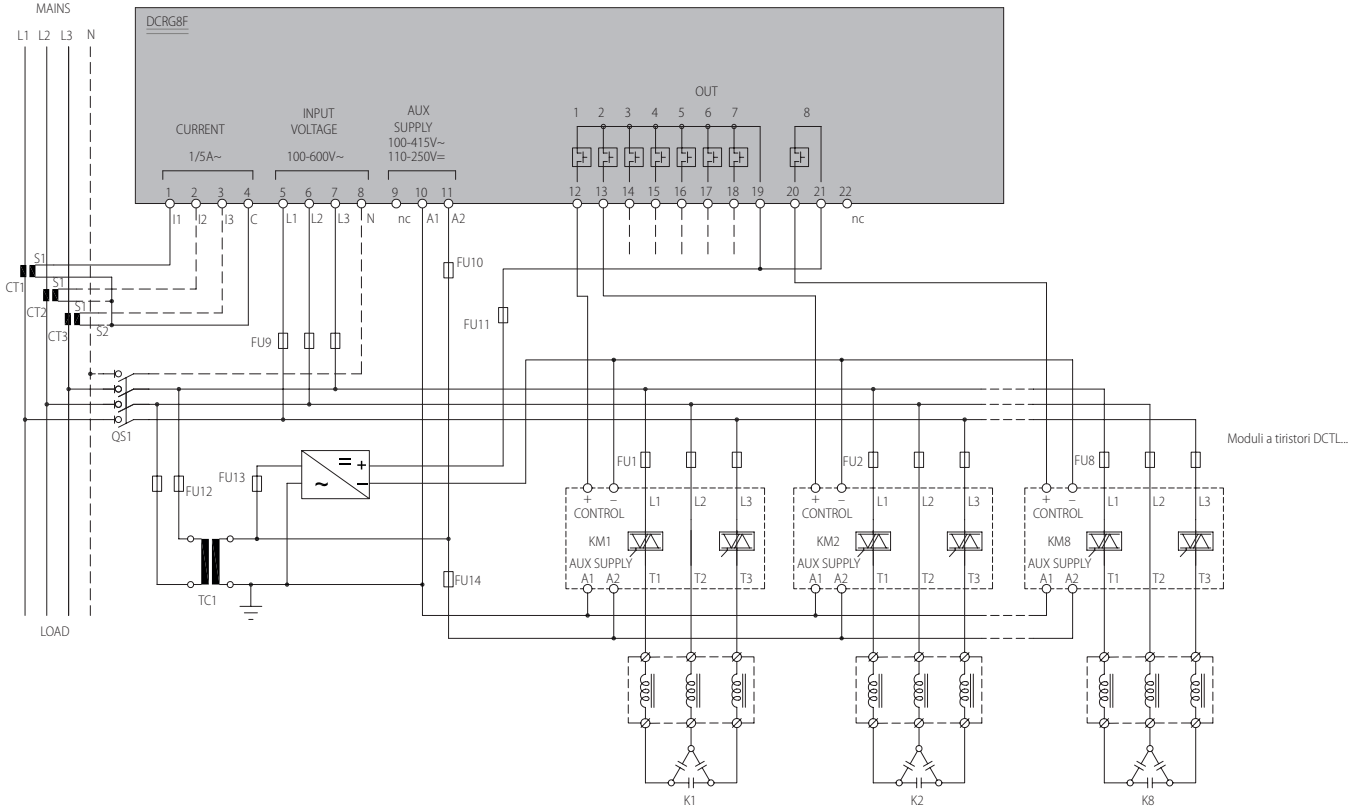 MAINS
L1 L2 L3 N
DCRG8F
OUT
CURRENT
1/5A~
INPUT
VOLTAGE
100-600V~
AUX
SUPPLY
100-415V~
110-250V=
1 2 3 4 5 6 7 8
1 2 3 4 5 6 7 8 9 10 11 12 13 14 15 16 17 18 19 20 21 22
I1 I2 I3 C L1 L2 L3 N nc A1 A2 nc
S1
CT1
S1
CT2
S1
CT3
S2
FU10
FU11
FU9
QS1
Moduli a tiristori DCTL...
FU12
FU13
= +
~ −
FU1
FU2
FU8
+ − L1 L2 L3
CONTROL
KM1
AUX SUPPLY
A1 A2 T1 T2 T3
+ − L1 L2 L3
CONTROL
KM2
AUX SUPPLY
A1 A2 T1 T2 T3
+ − L1 L2 L3
CONTROL
KM8
AUX SUPPLY
A1 A2 T1 T2 T3
FU14
TC1
LOAD
K1
K2
K8